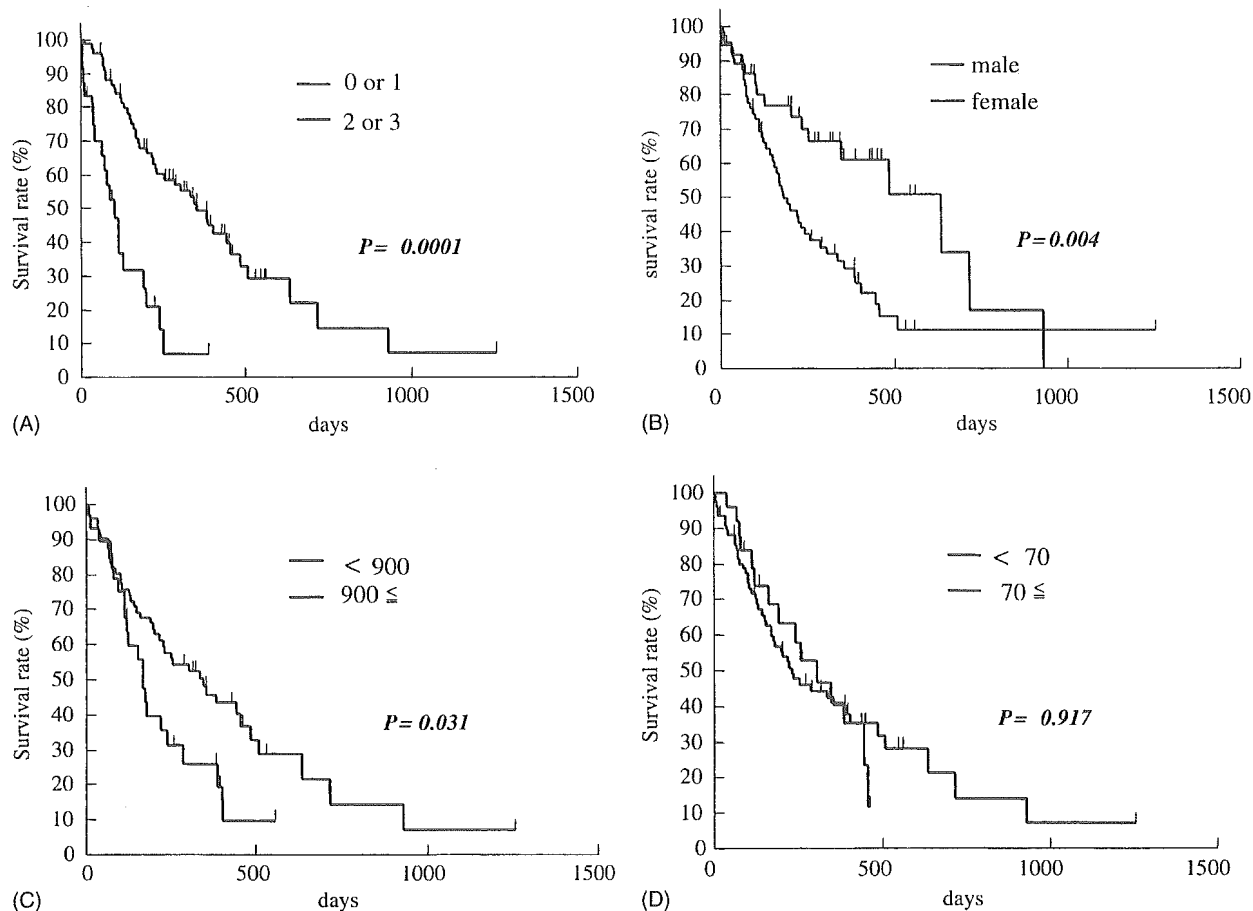 100
90
80
70
60
50
40
30
20
10
0
Survival rate (%)
0 or 1
2 or 3
P= 0.0001
0 500 1000 1500
days
(A)
100
90
80
70
60
50
40
30
20
10
0
survival rate (%)
male
female
P=0.004
0 500 1000 1500
days
(B)
100
90
80
70
60
50
40
30
20
10
0
Survival rate (%)
< 900
900 ≦
P= 0.031
0 500 1000 1500
days
(C)
100
90
80
70
60
50
40
30
20
10
0
Survival rate (%)
< 70
70 ≦
P= 0.917
0 500 1000 1500
days
(D)